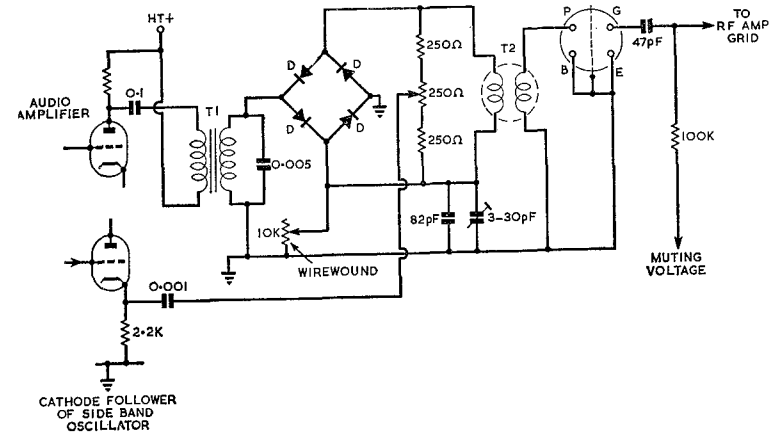 HT+
AUDIO
AMPLIFIER
0·1
T1
0·005
D
D
D
D
250Ω
250Ω
250Ω
T2
P
G
B
E
47pF
TO
RF AMP
GRID
100K
MUTING
VOLTAGE
82pF
3-30pF
10K
WIREWOUND
0·001
2·2K
CATHODE FOLLOWER
OF SIDE BAND
OSCILLATOR